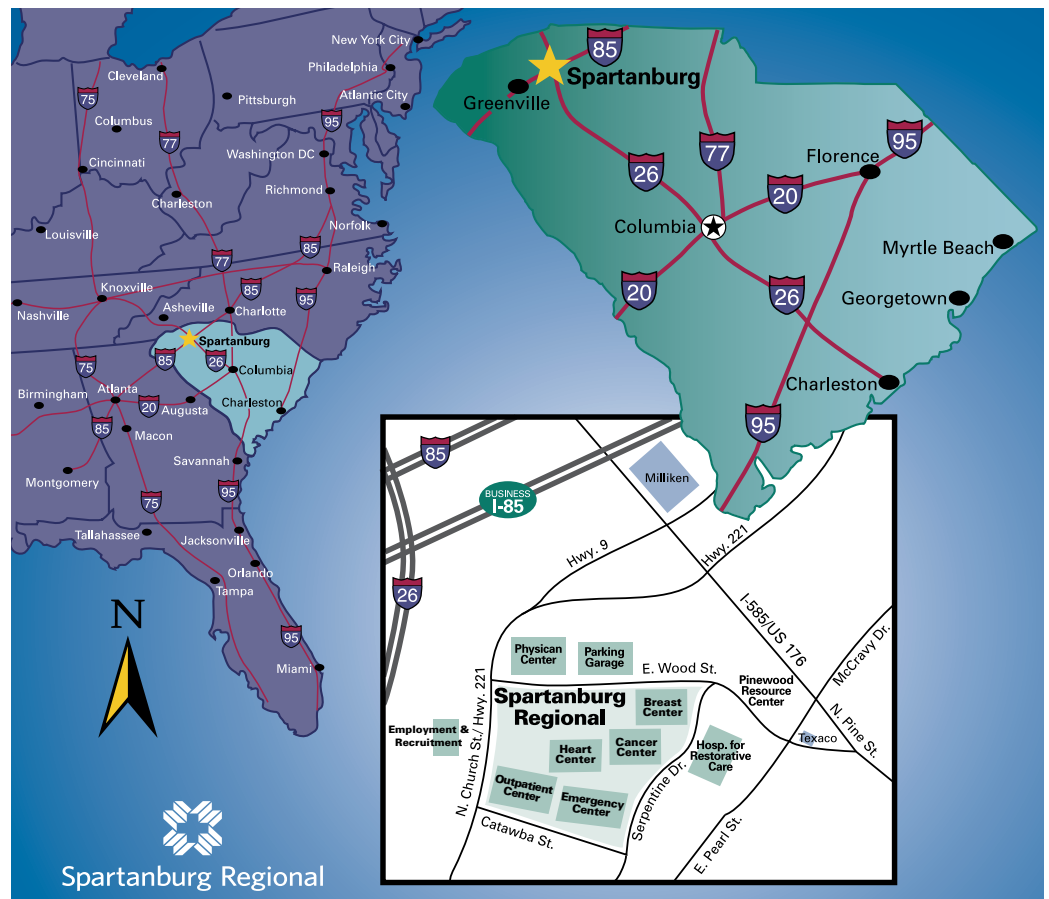 New York City
Cleveland
Philadelphia
75
Pittsburgh
Atlantic City
Columbus
95
77
Washington DC
Cincinnati
Richmond
Charleston
Norfolk
Louisville
85
77
Raleigh
Knoxville
85
95
Nashville
Asheville
Charlotte
Spartanburg
85
26
75
Columbia
Birmingham
Atlanta
20
Augusta
Charleston
85
Macon
Savannah
Montgomery
95
75
Tallahassee
Jacksonville
Orlando
Tampa
95
Miami
N
85
Spartanburg
Greenville
95
77
Florence
26
20
Columbia
Myrtle Beach
20
26
Georgetown
Charleston
95
85
Milliken
BUSINESS
I-85
Hwy. 9
Hwy. 221
26
I-585/US 176
McCravy Dr.
Physican
Center
Parking
Garage
E. Wood St.
Pinewood
Resource
Center
Spartanburg
Regional
Breast
Center
N. Pine St.
Employment &
Recruitment
N. Church St./ Hwy. 221
Texaco
Heart
Center
Cancer
Center
Hosp. for
Restorative
Care
Outpatient
Center
Emergency
Center
Serpentine Dr.
Catawba St.
E. Pearl St.
Spartanburg Regional